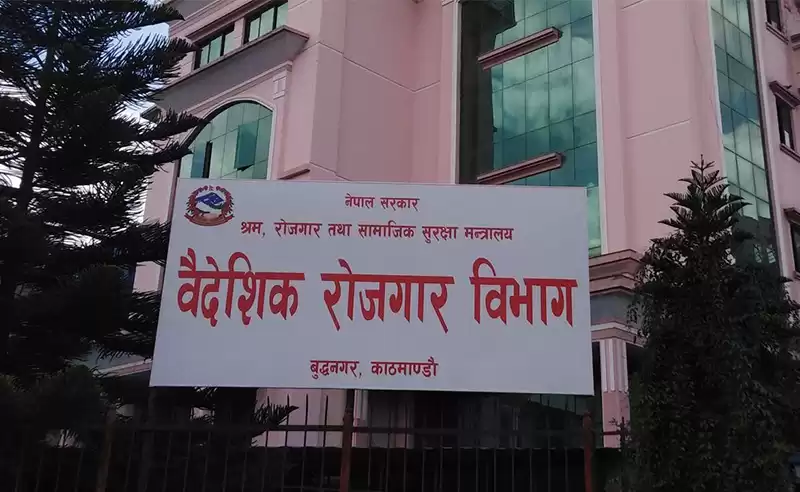 नेपाल सरकार
श्रम, रोजगार तथा सामाजिक सुरक्षा मन्त्रालय
वैदेशिक रोजगार विभाग
बुद्धनगर, काठमाण्डौ